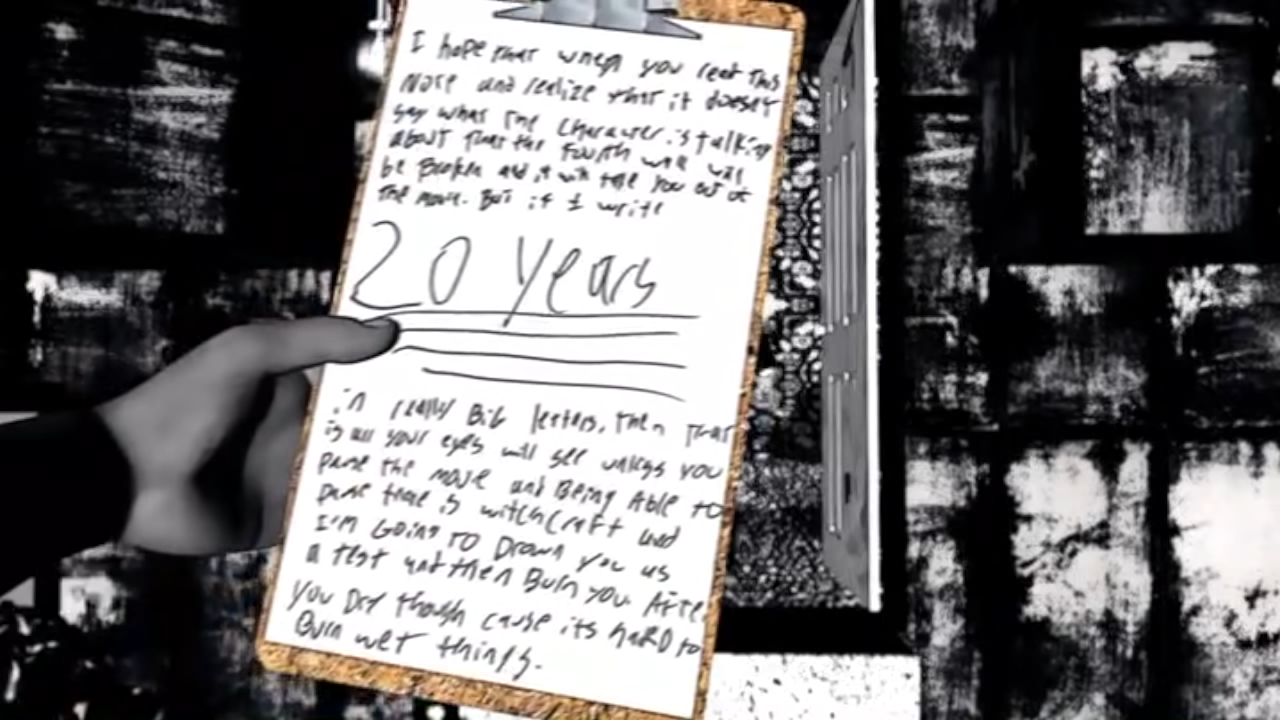 I hope that when you read this
Note and realize that it doesn't
say what the character is talking
about that the fourth wall will
be Broken and it will take you out of
the movie. But if I write
20 Years
in really Big letters, then that
is all your eyes will see unless you
pause the movie and Being Able to
pause time is witchcraft and
I'm Going to Drown you as
a test and then Burn you. After
you Dry though cause its haRD to
Burn wet things.